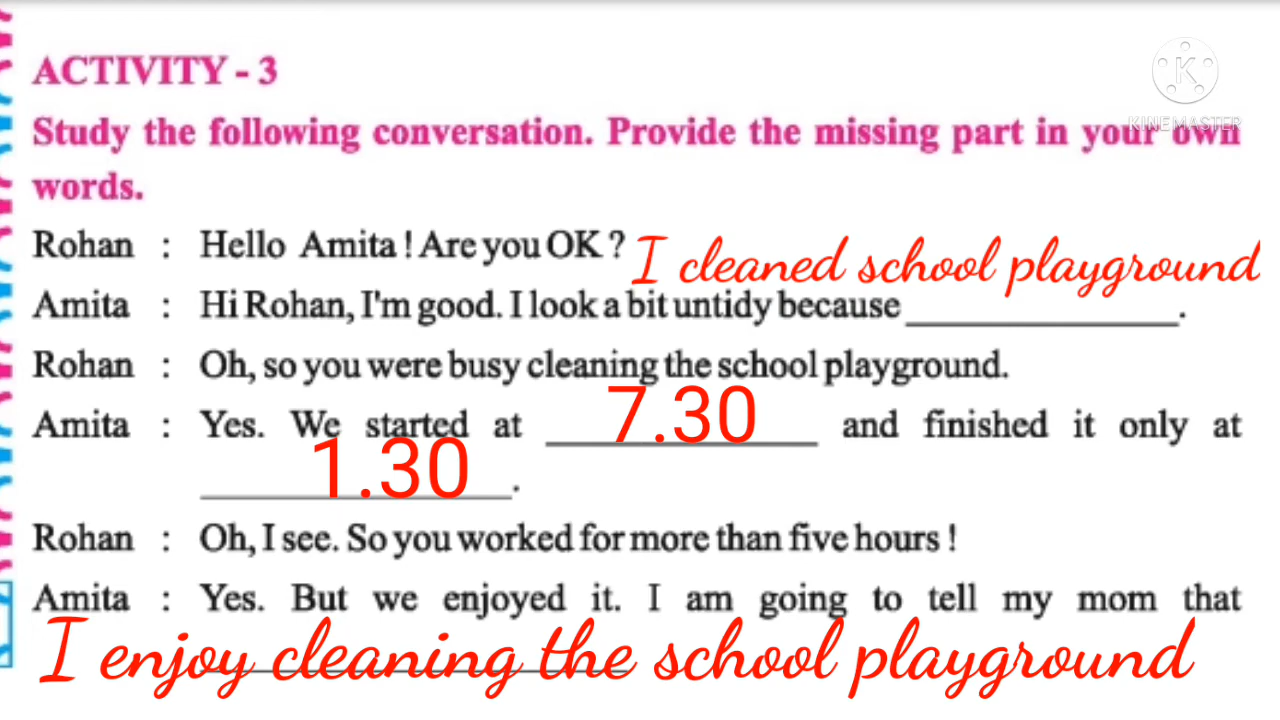 ACTIVITY - 3
K
KINEMASTER
Study the following conversation. Provide the missing part in your own
words.
Rohan : Hello Amita ! Are you OK ?
I cleaned school playground
Amita : Hi Rohan, I'm good. I look a bit untidy because ____________.
Rohan : Oh, so you were busy cleaning the school playground.
Amita : Yes. We started at 7.30 and finished it only at
1.30.
Rohan : Oh, I see. So you worked for more than five hours !
Amita : Yes. But we enjoyed it. I am going to tell my mom that
I enjoy cleaning the school playground